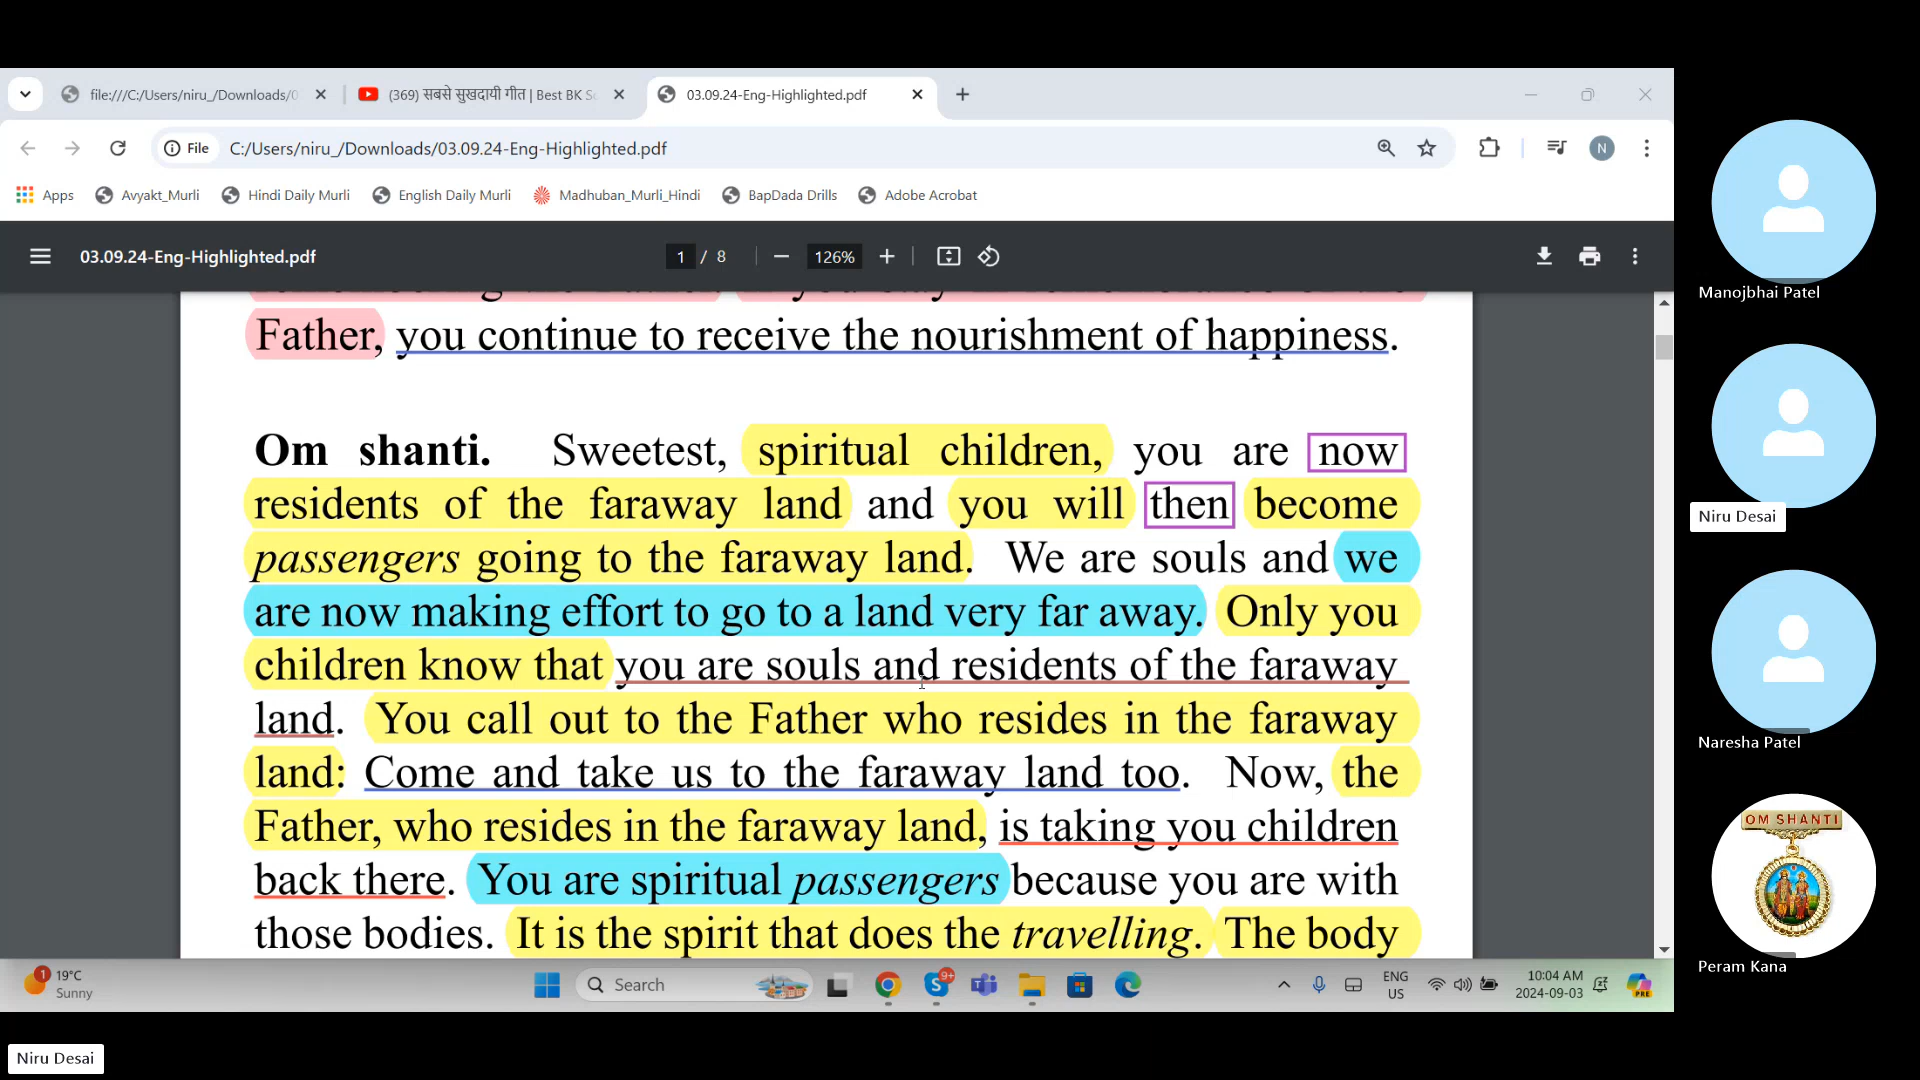 file:///C:/Users/niru_/Downloads/0
(369) सबसे सुखदायी गीत | Best BK S
03.09.24-Eng-Highlighted.pdf
File
C:/Users/niru_/Downloads/03.09.24-Eng-Highlighted.pdf
N
Apps
Avyakt_Murli
Hindi Daily Murli
English Daily Murli
Madhuban_Murli_Hindi
BapDada Drills
Adobe Acrobat
03.09.24-Eng-Highlighted.pdf
1 / 8
126%
Father, you continue to receive the nourishment of happiness.
Om shanti. Sweetest, spiritual children, you are now
residents of the faraway land and you will then become
passengers going to the faraway land. We are souls and we
are now making effort to go to a land very far away. Only you
children know that you are souls and residents of the faraway
land. You call out to the Father who resides in the faraway
land: Come and take us to the faraway land too. Now, the
Father, who resides in the faraway land, is taking you children
back there. You are spiritual passengers because you are with
those bodies. It is the spirit that does the travelling. The body
1
19°C
Sunny
Search
9+
PRE
ENG
US
10:04 AM
2024-09-03
Manojbhai Patel
Niru Desai
Naresha Patel
OM SHANTI
Peram Kana
Niru Desai